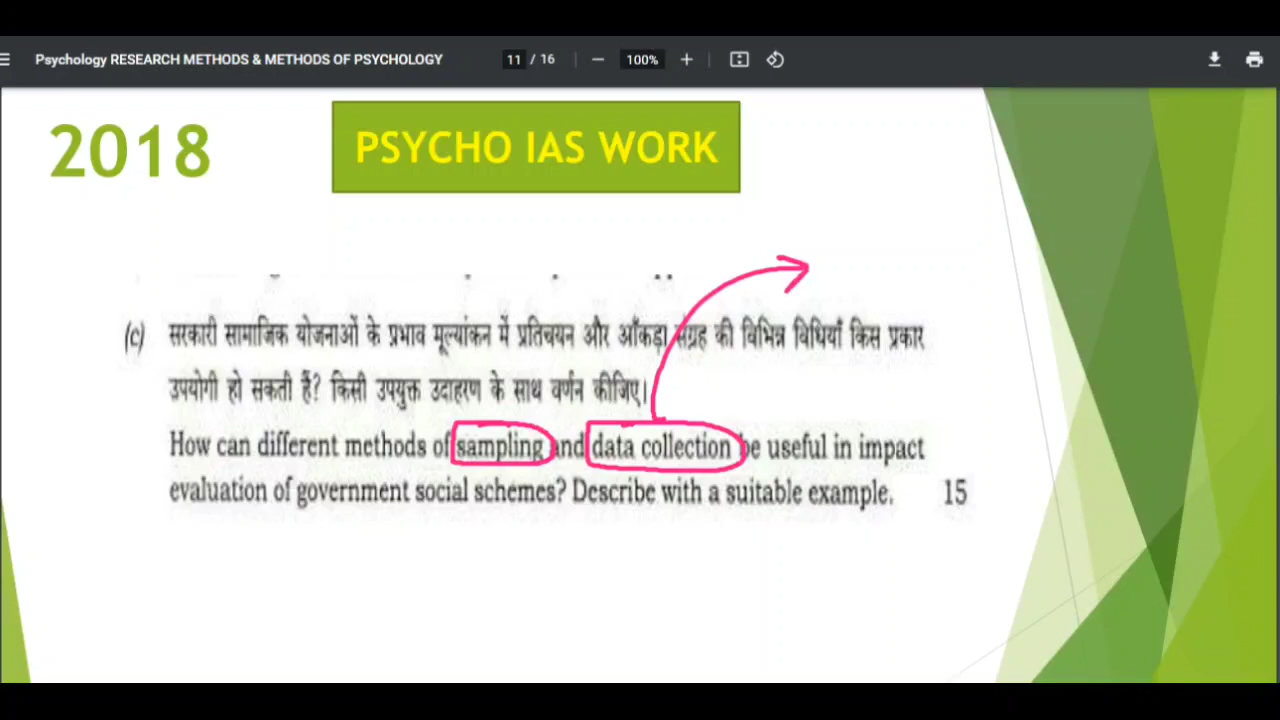 Psychology RESEARCH METHODS & METHODS OF PSYCHOLOGY 11 / 16 100%
2018
PSYCHO IAS WORK
(c) सरकारी सामाजिक योजनाओं के प्रभाव मूल्यांकन में प्रतिचयन और आँकड़ा संग्रह की विभिन्न विधियाँ किस प्रकार
उपयोगी हो सकती हैं? किसी उपयुक्त उदाहरण के साथ वर्णन कीजिए।
How can different methods of sampling and data collection be useful in impact
evaluation of government social schemes? Describe with a suitable example. 15